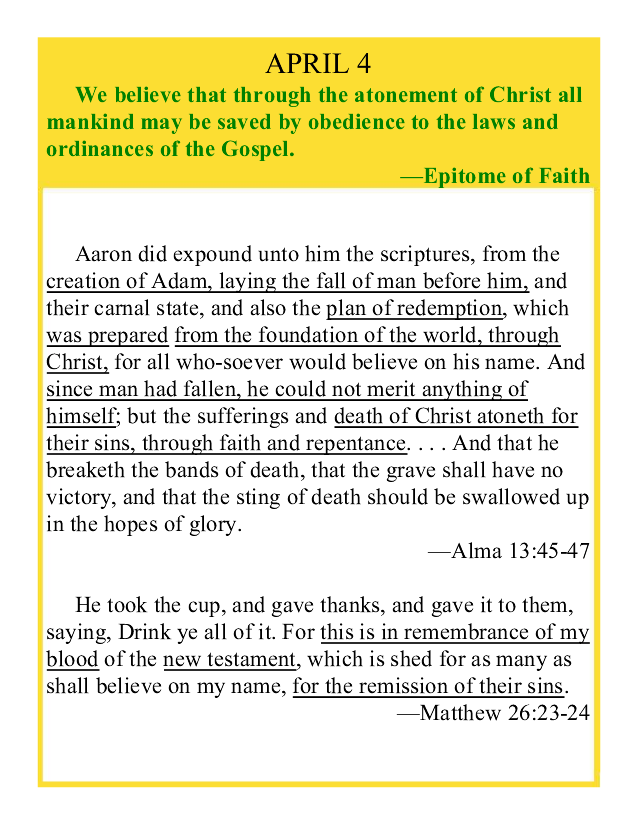 APRIL 4
We believe that through the atonement of Christ all
mankind may be saved by obedience to the laws and
ordinances of the Gospel.
—Epitome of Faith
Aaron did expound unto him the scriptures, from the
creation of Adam, laying the fall of man before him, and
their carnal state, and also the plan of redemption, which
was prepared from the foundation of the world, through
Christ, for all who-soever would believe on his name. And
since man had fallen, he could not merit anything of
himself; but the sufferings and death of Christ atoneth for
their sins, through faith and repentance. . . . And that he
breaketh the bands of death, that the grave shall have no
victory, and that the sting of death should be swallowed up
in the hopes of glory.
—Alma 13:45-47
He took the cup, and gave thanks, and gave it to them,
saying, Drink ye all of it. For this is in remembrance of my
blood of the new testament, which is shed for as many as
shall believe on my name, for the remission of their sins.
—Matthew 26:23-24